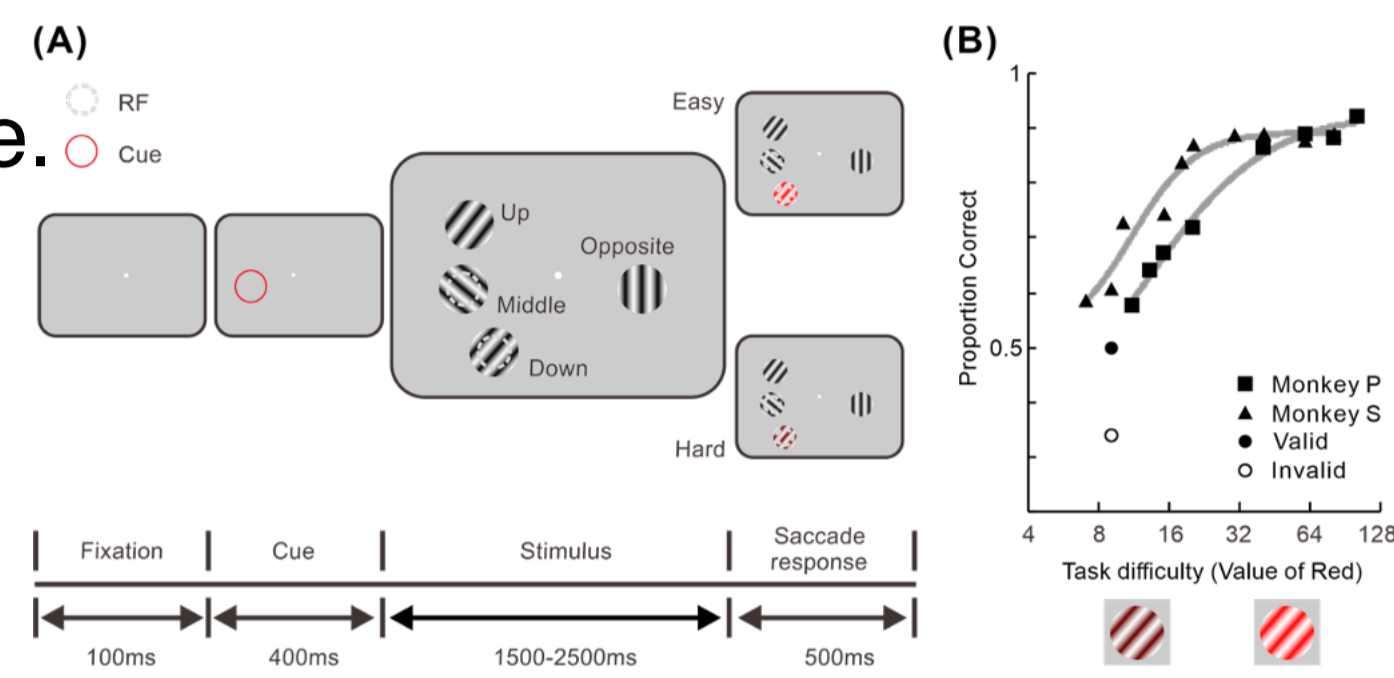 (A)
RF
e.
Cue
Up
Opposite
Middle
Down
Easy
Hard
Fixation
Cue
Stimulus
Saccade
response
100ms
400ms
1500-2500ms
500ms
(B)
1
0.5
Proportion Correct
Monkey P
Monkey S
Valid
Invalid
4 8 16 32 64 128
Task difficulty (Value of Red)